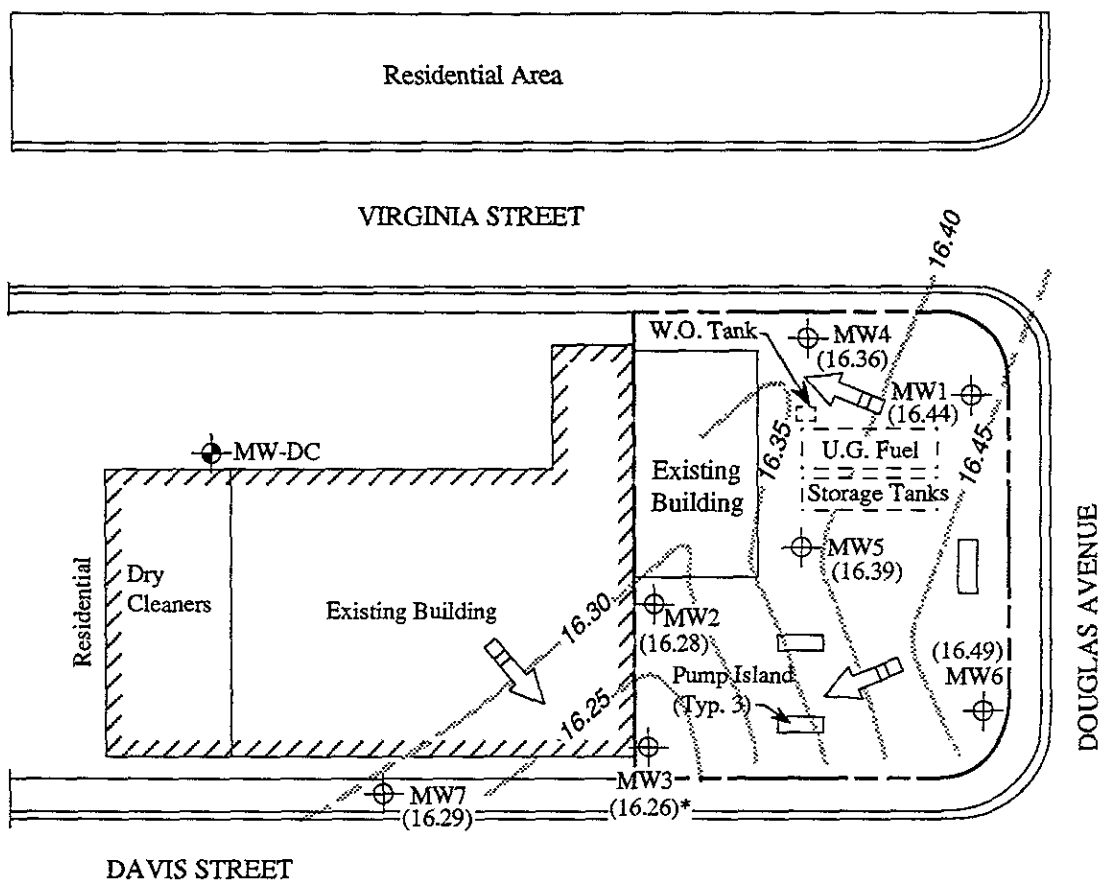 Residential Area
VIRGINIA STREET
16.40
W.O. Tank
MW4
(16.36)
MW1
(16.44)
16.35
U.G. Fuel
Storage Tanks
16.45
MW-DC
Existing
Building
MW5
(16.39)
DOUGLAS AVENUE
Residential
Dry
Cleaners
Existing Building
16.30
MW2
(16.28)
16.25
Pump Island
(Typ. 3)
(16.49)
MW6
MW7
(16.29)
MW3
(16.26)*
DAVIS STREET